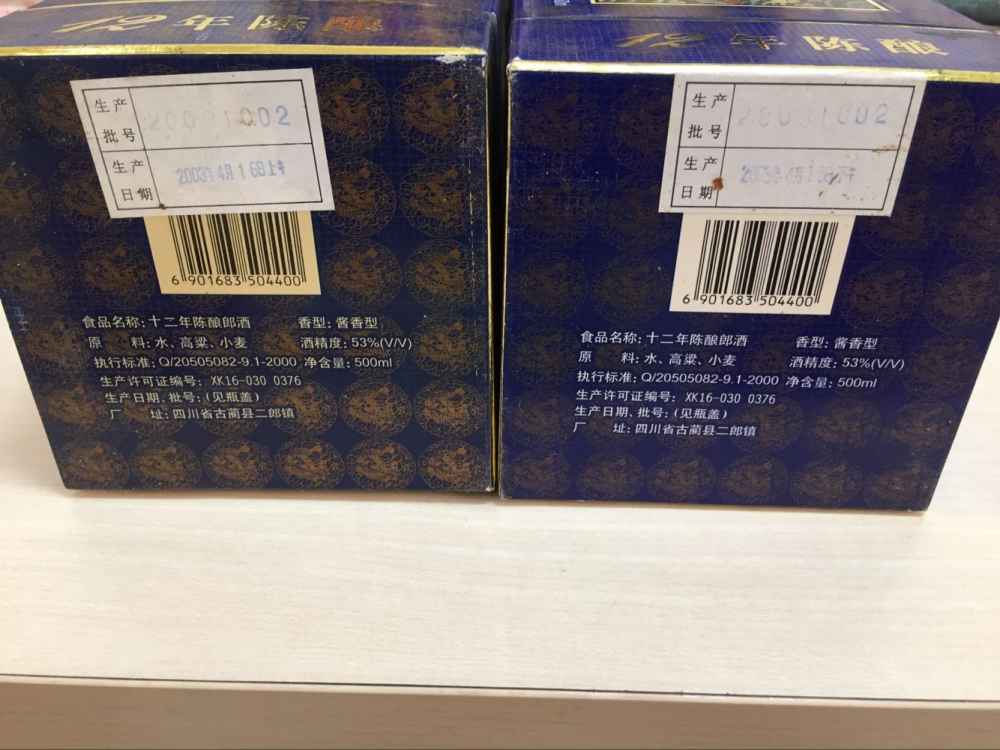 陈年郎
酿陈年郎
生产
批号
002
生产
日期
2003年4月16日
6 901683 504400
食品名称：十二年陈酿郎酒 香型：酱香型
原 料：水、高粱、小麦 酒精度：53%(V/V)
执行标准：Q/20505082-9.1-2000 净含量：500ml
生产许可证编号：XK16-030 0376
生产日期、批号：(见瓶盖)
厂 址：四川省古蔺县二郎镇
生产
批号
002
生产
日期
6 901683 504400
食品名称：十二年陈酿郎酒 香型：酱香型
原 料：水、高粱、小麦 酒精度：53%(V/V)
执行标准：Q/20505082-9.1-2000 净含量：500ml
生产许可证编号：XK16-030 0376
生产日期、批号：(见瓶盖)
厂 址：四川省古蔺县二郎镇